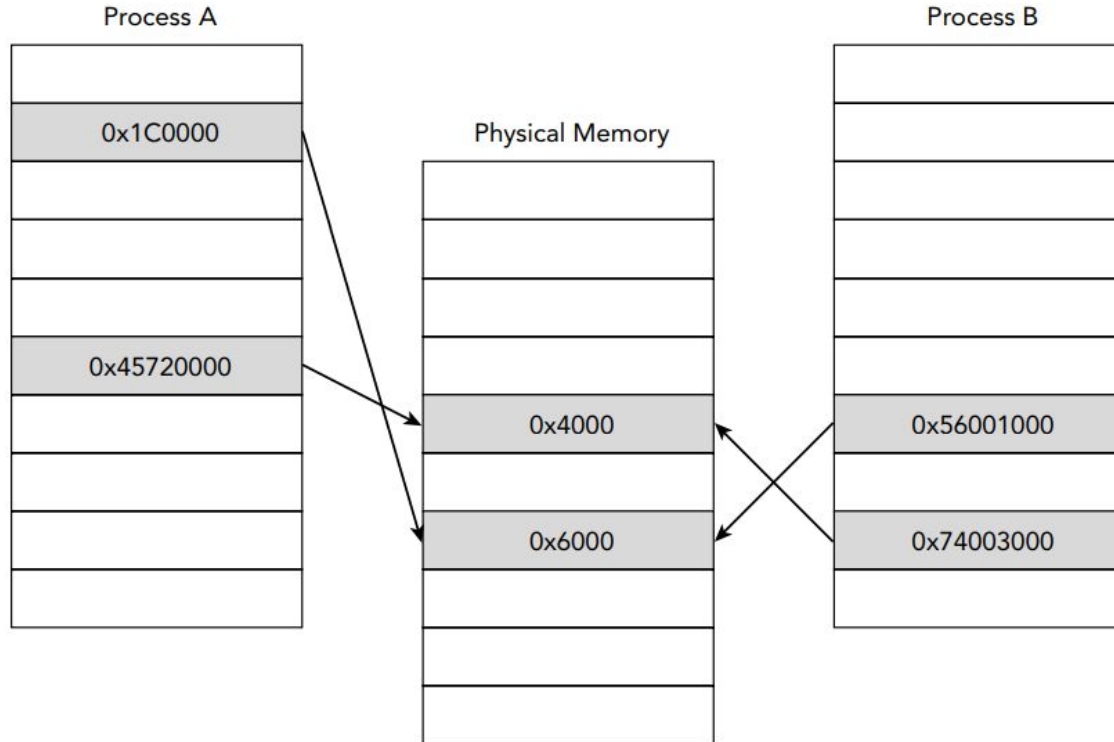 Process A
Process B
0x1C0000
Physical Memory
0x45720000
0x4000
0x56001000
0x6000
0x74003000